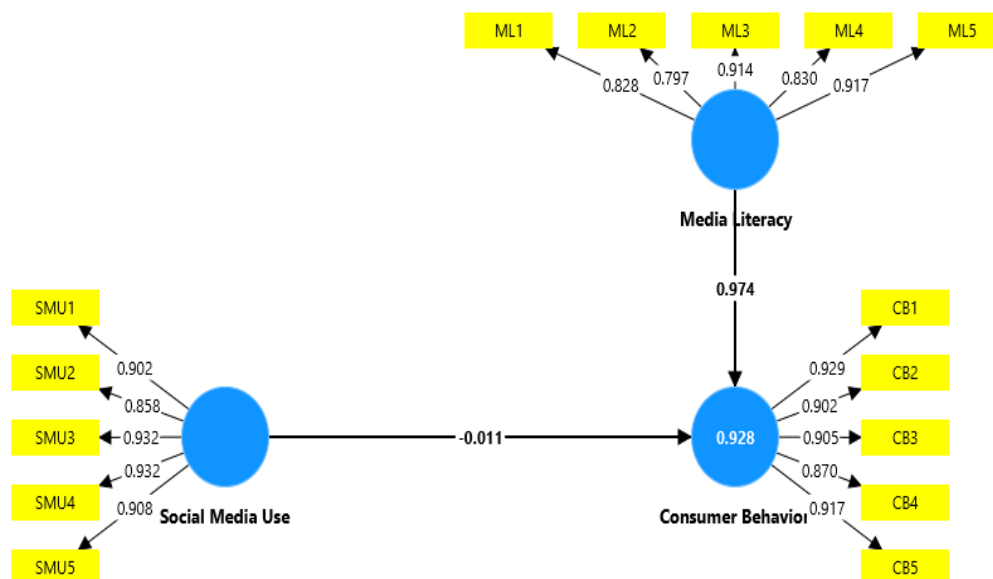 ML1 ML2 ML3 ML4 ML5
0.828 0.797 0.914 0.830 0.917
Media Literacy
0.974
SMU1
SMU2
SMU3
SMU4
SMU5
0.902
0.858
0.932
0.932
0.908
Social Media Use
-0.011
0.928
Consumer Behavior
0.929
0.902
0.905
0.870
0.917
CB1
CB2
CB3
CB4
CB5